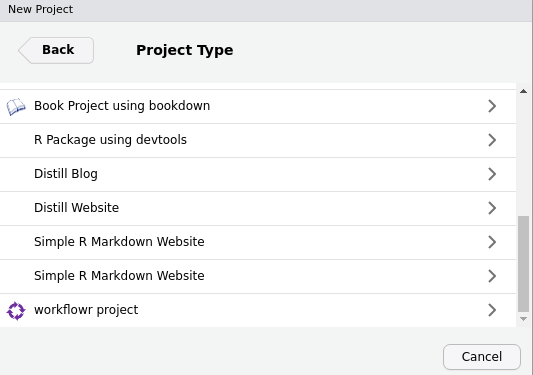 New Project
Back
Project Type
Book Project using bookdown
R Package using devtools
Distill Blog
Distill Website
Simple R Markdown Website
Simple R Markdown Website
workflowr project
Cancel